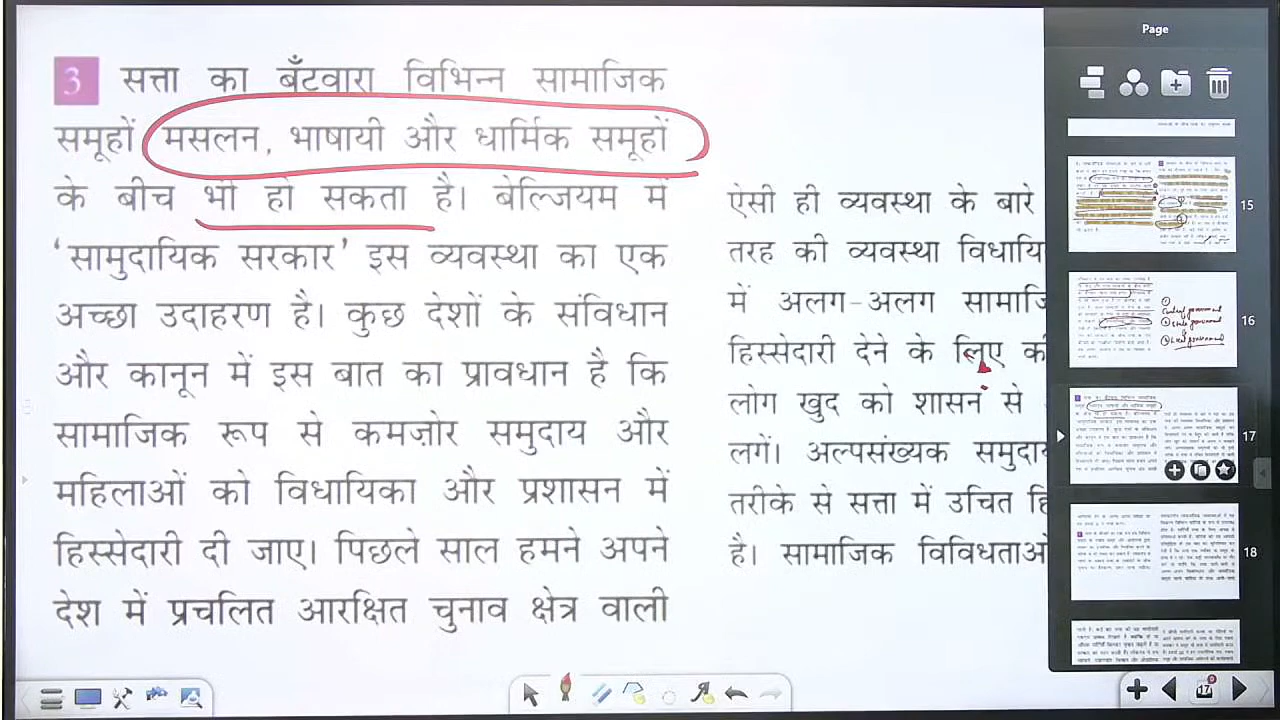 3 सत्ता का बँटवारा विभिन्न सामाजिक
समूहों मसलन, भाषायी और धार्मिक समूहों
के बीच भी हो सकता है। बेल्जियम में
‘सामुदायिक सरकार’ इस व्यवस्था का एक
अच्छा उदाहरण है। कुछ देशों के संविधान
और कानून में इस बात का प्रावधान है कि
सामाजिक रूप से कमज़ोर समुदाय और
महिलाओं को विधायिका और प्रशासन में
हिस्सेदारी दी जाए। पिछले साल हमने अपने
देश में प्रचलित आरक्षित चुनाव क्षेत्र वाली
ऐसी ही व्यवस्था के बारे
तरह की व्यवस्था विधायि
में अलग-अलग सामाजि
हिस्सेदारी देने के लिए की
लोग खुद को शासन से
लगें। अल्पसंख्यक समुदा
तरीके से सत्ता में उचित हि
है। सामाजिक विविधताओ
Page
15
16
17
18
17